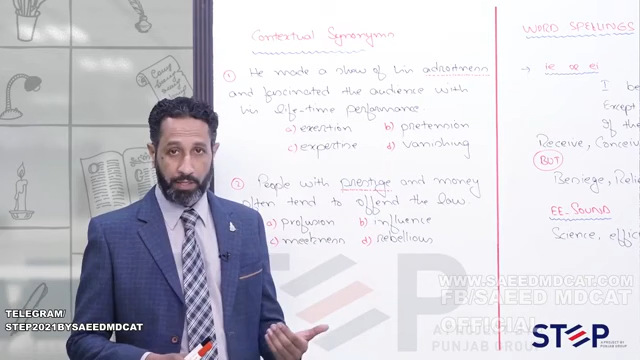 Contextual Synonyms
① He made a show of his adroitness
and fascinated the audience with
his life-time performance
a) exertion b) pretension
c) expertise d) vanishing
② People with prestige and money
often tend to offend the law
a) profusion b) influence
c) meekness d) rebellious
WORD SPELLINGS
→ ie or ei
I be
Except
If the
Receive, Concei
BUT
Besiege, Relie
EE-SOUND
Science, effic
TELEGRAM/
STEP2021BYSAEEDMDCAT
WWW.SAEEDMDCAT.COM
FB/SAEED MDCAT
OFFICIAL
PUNJAB GROUP
STEP
A PROJECT BY
PUNJAB GROUP